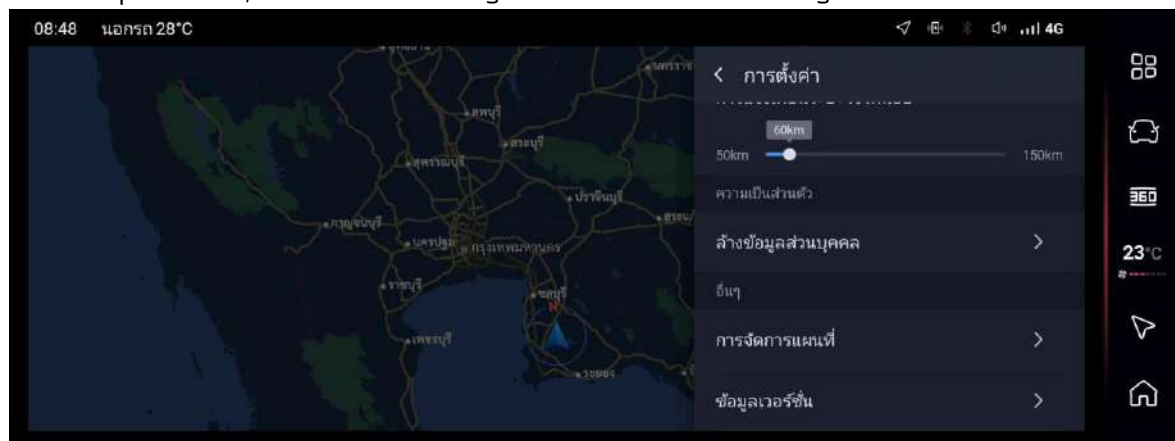 08:48 นอกรถ 28°C
4G
การตั้งค่า
60km
50km 150km
ความเป็นส่วนตัว
ล้างข้อมูลส่วนบุคคล
อื่นๆ
การจัดการแผนที่
ข้อมูลเวอร์ชั่น
ลพบุรี
สระบุรี
สุพรรณบุรี
ปราจีนบุรี
กาญจนบุรี
นครปฐม
กรุงเทพมหานคร
ราชบุรี
ชลบุรี
N
เพชรบุรี
ระยอง
360
23°C